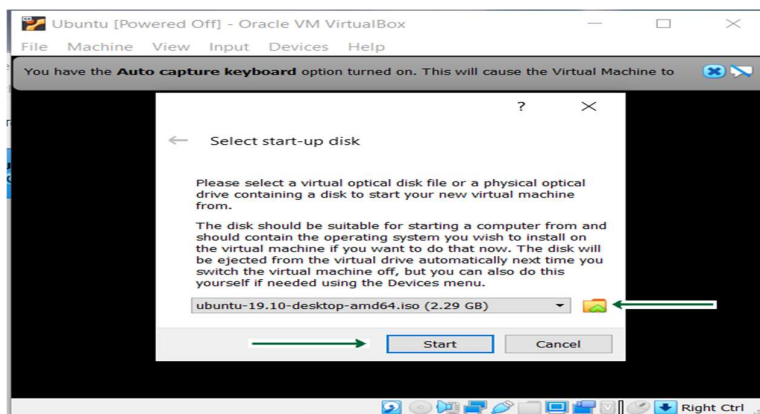 Ubuntu [Powered Off] - Oracle VM VirtualBox
File Machine View Input Devices Help
You have the Auto capture keyboard option turned on. This will cause the Virtual Machine to
?
Select start-up disk
Please select a virtual optical disk file or a physical optical
drive containing a disk to start your new virtual machine
from.
The disk should be suitable for starting a computer from and
should contain the operating system you wish to install on
the virtual machine if you want to do that now. The disk will
be ejected from the virtual drive automatically next time you
switch the virtual machine off, but you can also do this
yourself if needed using the Devices menu.
ubuntu-19.10-desktop-amd64.iso (2.29 GB)
Start Cancel
Right Ctrl